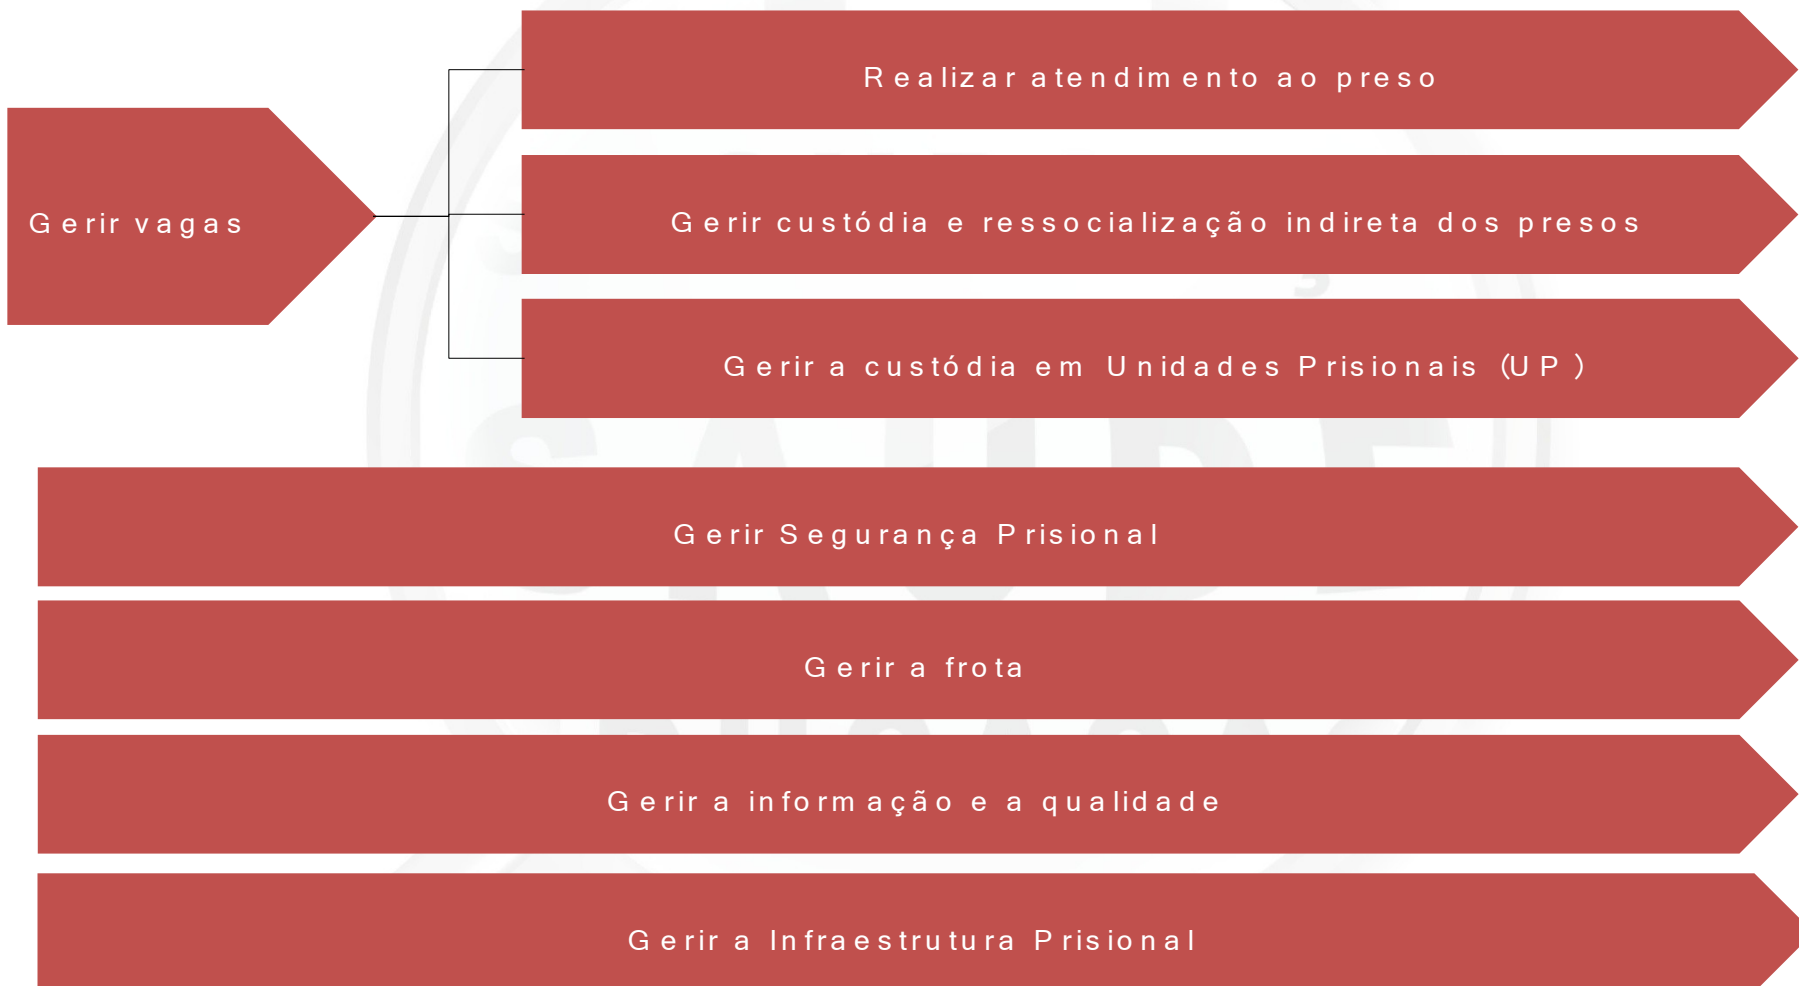 Realizar atendimento ao preso
Gerir vagas
Gerir custódia e ressocialização indireta dos presos
Gerir a custódia em Unidades Prisionais (UP)
Gerir Segurança Prisional
SAÚDE
Gerir a frota
Gerir a informação e a qualidade
Gerir a Infraestrutura Prisional